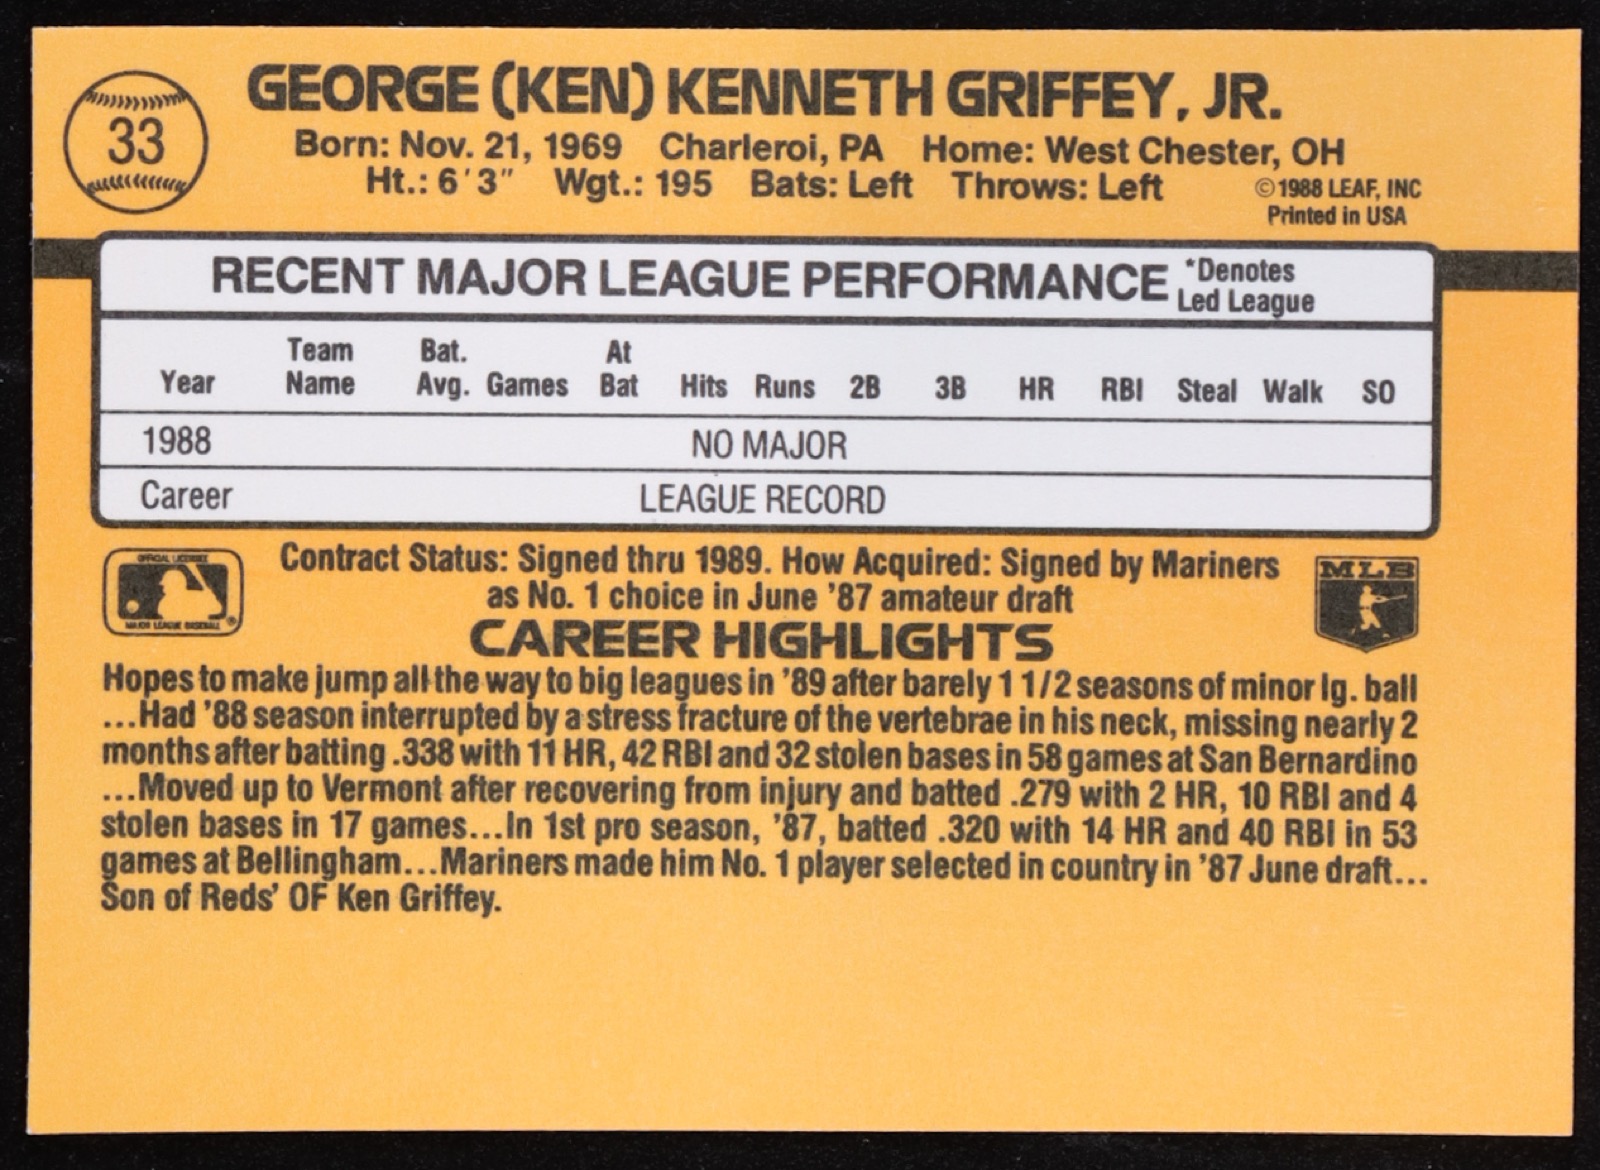 33
GEORGE (KEN) KENNETH GRIFFEY, JR.
Born: Nov. 21, 1969 Charleroi, PA Home: West Chester, OH
Ht.: 6'3" Wgt.: 195 Bats: Left Throws: Left
©1988 LEAF, INC
Printed in USA
RECENT MAJOR LEAGUE PERFORMANCE
*Denotes
Led League
Year Team Name Bat. Avg. Games At Bat Hits Runs 2B 3B HR RBI Steal Walk SO
1988 NO MAJOR
Career LEAGUE RECORD
OFFICIAL LICENSEE
MAJOR LEAGUE BASEBALL ®
Contract Status: Signed thru 1989. How Acquired: Signed by Mariners
as No. 1 choice in June '87 amateur draft
MLB
CAREER HIGHLIGHTS
Hopes to make jump all the way to big leagues in '89 after barely 1 1/2 seasons of minor lg. ball
...Had '88 season interrupted by a stress fracture of the vertebrae in his neck, missing nearly 2
months after batting .338 with 11 HR, 42 RBI and 32 stolen bases in 58 games at San Bernardino
...Moved up to Vermont after recovering from injury and batted .279 with 2 HR, 10 RBI and 4
stolen bases in 17 games...In 1st pro season, '87, batted .320 with 14 HR and 40 RBI in 53
games at Bellingham...Mariners made him No. 1 player selected in country in '87 June draft...
Son of Reds' OF Ken Griffey.